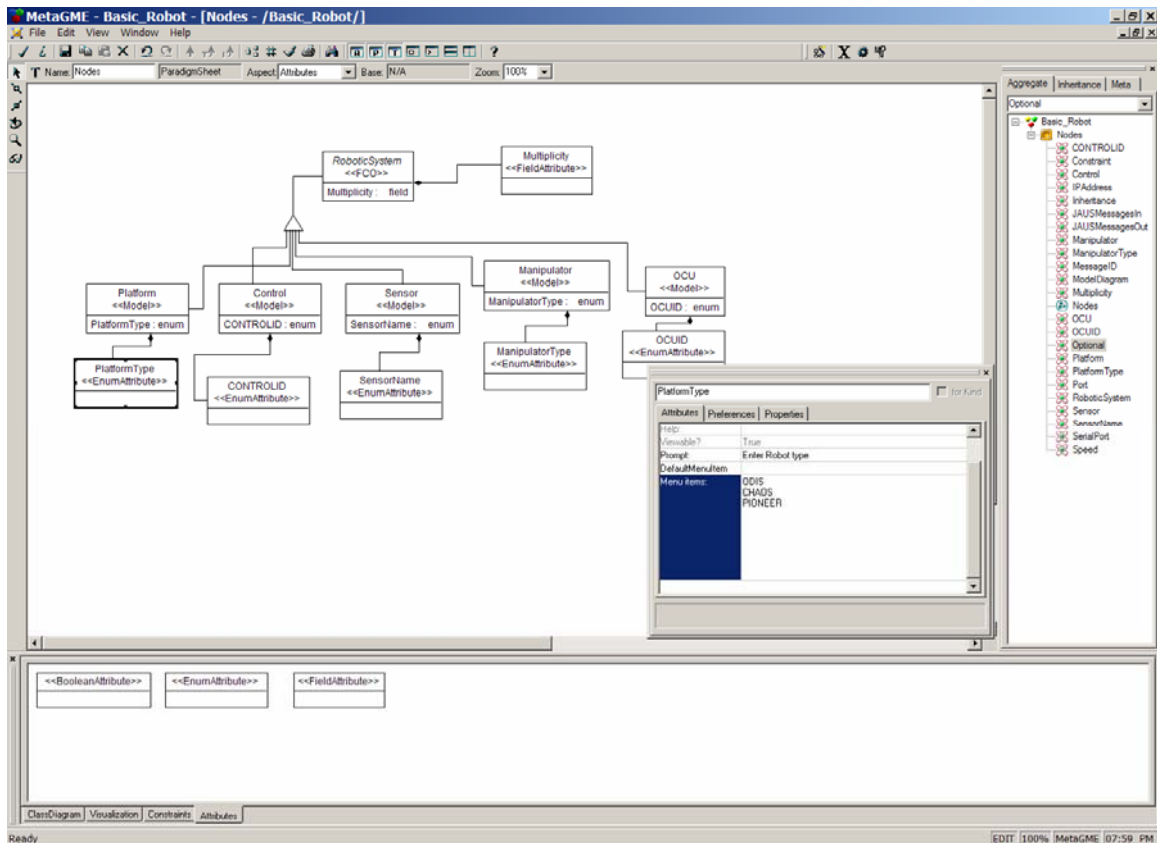 MetaGME - Basic_Robot - [Nodes - /Basic_Robot/]
File Edit View Window Help
Name: Nodes ParadigmSheet Aspect: Attributes Base: N/A Zoom: 100%
RoboticSystem
<<FCO>>
Multiplicity : field
Multiplicity
<<FieldAttribute>>
Platform
<<Model>>
PlatformType : enum
Control
<<Model>>
CONTROLID : enum
Sensor
<<Model>>
SensorName : enum
Manipulator
<<Model>>
ManipulatorType : enum
OCU
<<Model>>
OCUID : enum
PlatformType
<<EnumAttribute>>
CONTROLID
<<EnumAttribute>>
SensorName
<<EnumAttribute>>
ManipulatorType
<<EnumAttribute>>
OCUID
<<EnumAttribute>>
PlatformType
for Kind
Attributes Preferences Properties
Help:
Viewable? True
Prompt: Enter Robot type
DefaultMenuItem
Menu items: ODIS
CHAOS
PIONEER
Aggregate Inheritance Meta
Optional
Basic_Robot
Nodes
CONTROLID
Constraint
Control
IPAddress
Inheritance
JAUSMessagesIn
JAUSMessagesOut
Manipulator
ManipulatorType
MessageID
ModelDiagram
Multiplicity
Nodes
OCU
OCUID
Optional
Platform
PlatformType
Port
RoboticSystem
Sensor
SensorName
SerialPort
Speed
<<BooleanAttribute>>
<<EnumAttribute>>
<<FieldAttribute>>
ClassDiagram Visualization Constraints Attributes
Ready
EDIT 100% MetaGME 07:59 PM